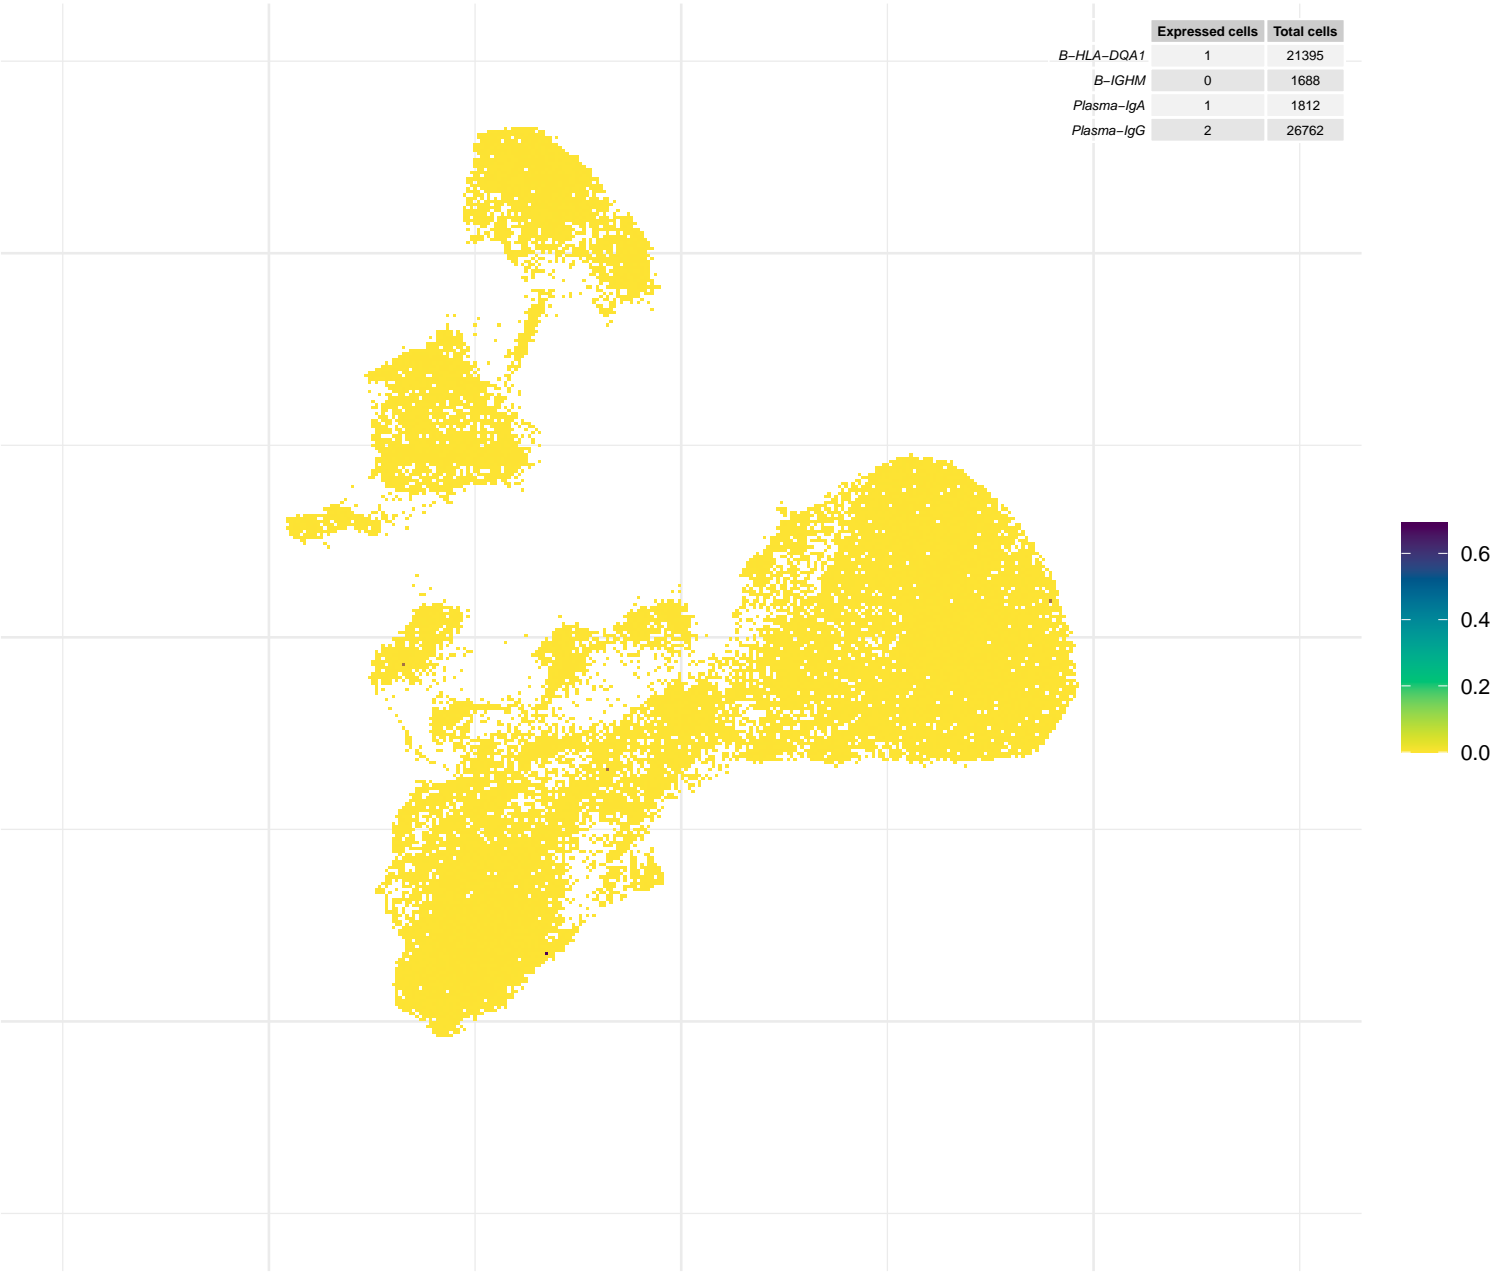 Expressed cells Total cells
B−HLA−DQA1 1 21395
B−IGHM 0 1688
Plasma−IgA 1 1812
Plasma−IgG 2 26762
0.6
0.4
0.2
0.0